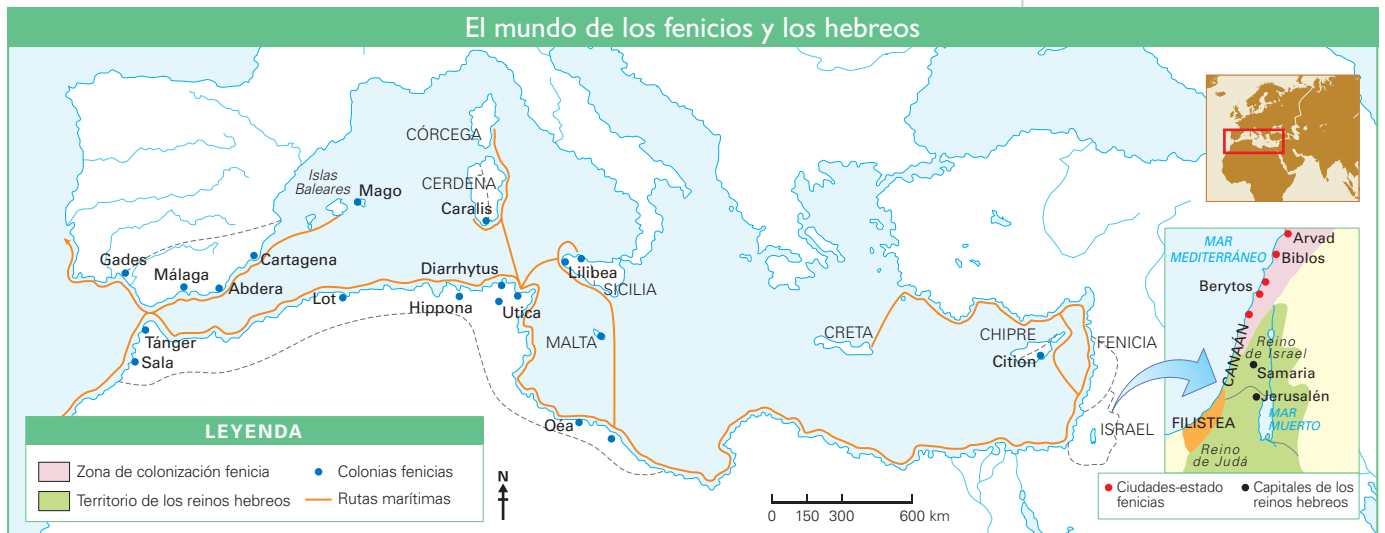 El mundo de los fenicios y los hebreos
CÓRCEGA
CERDEÑA
Caralis
Islas
Baleares
Mago
Gades
Málaga
Abdera
Cartagena
Lot
Diarrhytus
Hippona
Utica
Lilibea
SICILIA
MALTA
Tánger
Sala
Oéa
CRETA
CHIPRE
Citión
FENICIA
ISRAEL
MAR
MEDITERRÁNEO
Arvad
Biblos
Berytos
CANAÁN
Reino
de Israel
Samaria
Jerusalén
FILISTEA
MAR
MUERTO
Reino
de Judá
Ciudades-estado
fenicias
Capitales de los
reinos hebreos
LEYENDA
Zona de colonización fenicia
Colonias fenicias
Territorio de los reinos hebreos
Rutas marítimas
N
0 150 300 600 km